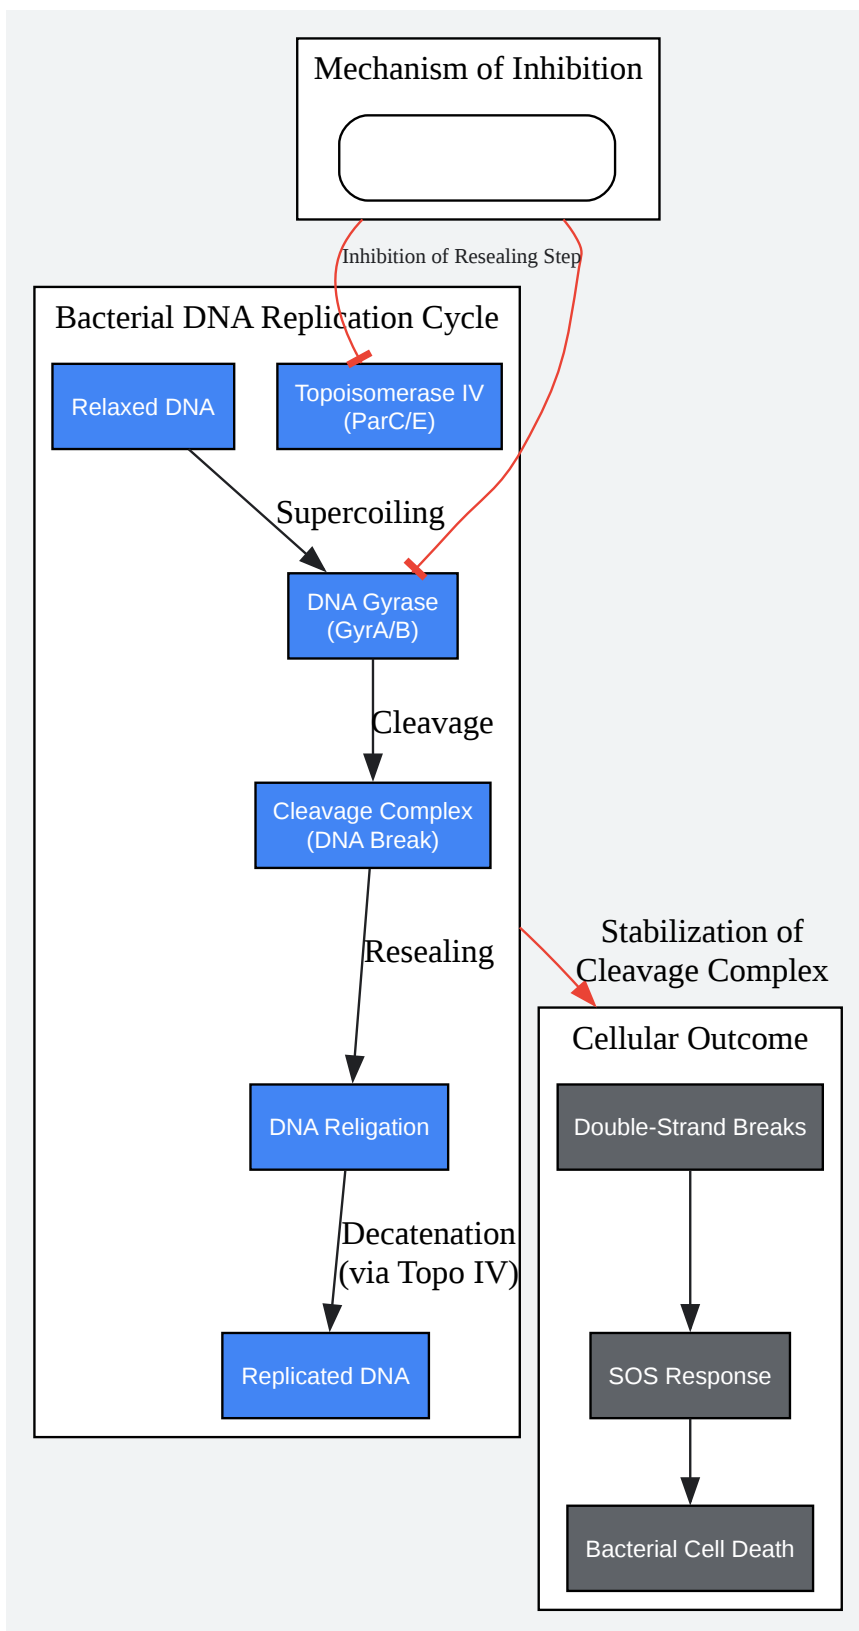 Mechanism of Inhibition
Inhibition of Resealing Step
Bacterial DNA Replication Cycle
Relaxed DNA
Topoisomerase IV
(ParC/E)
Supercoiling
DNA Gyrase
(GyrA/B)
Cleavage
Cleavage Complex
(DNA Break)
Resealing
Stabilization of
Cleavage Complex
Cellular Outcome
DNA Religation
Double-Strand Breaks
Decatenation
(via Topo IV)
Replicated DNA
SOS Response
Bacterial Cell Death